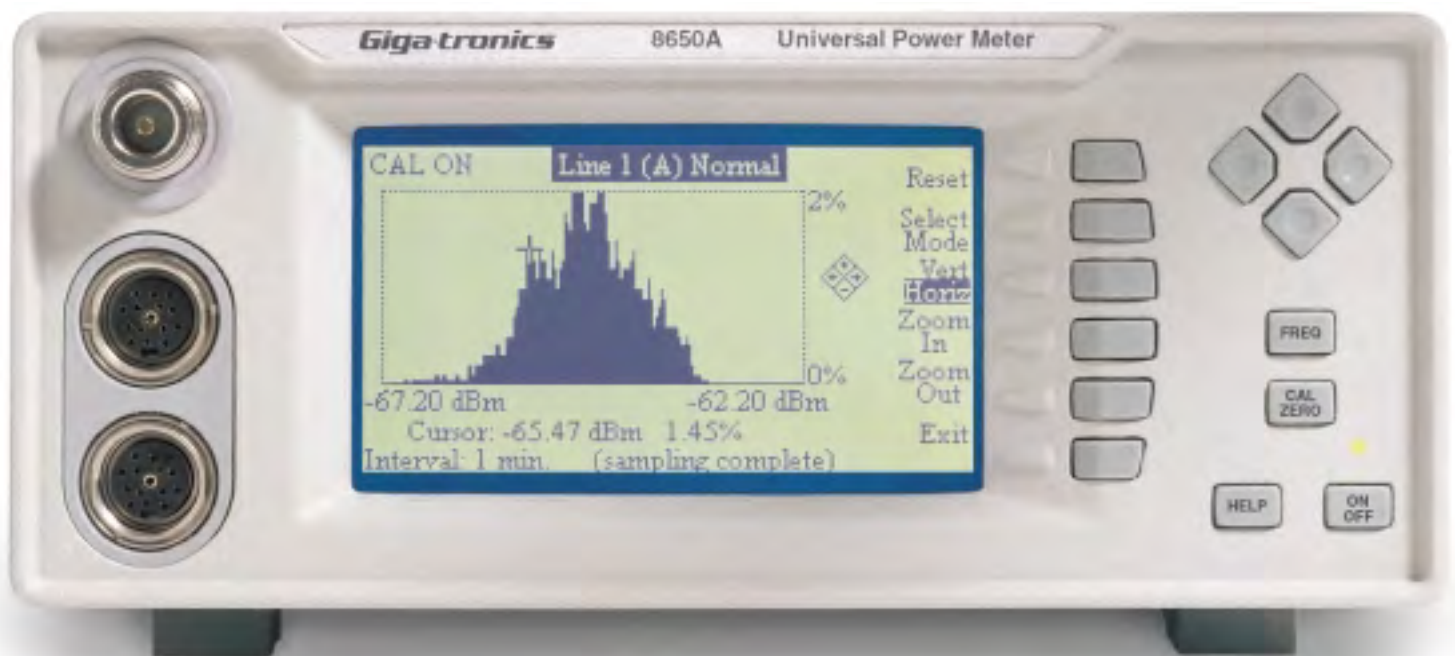 Giga-tronics 8650A Universal Power Meter
CAL ON Line 1 (A) Normal
2%
0%
-67.20 dBm -62.20 dBm
Cursor: -65.47 dBm 1.45%
Interval: 1 min. (sampling complete)
Reset
Select
Mode
Vert
Horiz
Zoom
In
Zoom
Out
Exit
FREQ
CAL
ZERO
HELP
ON
OFF